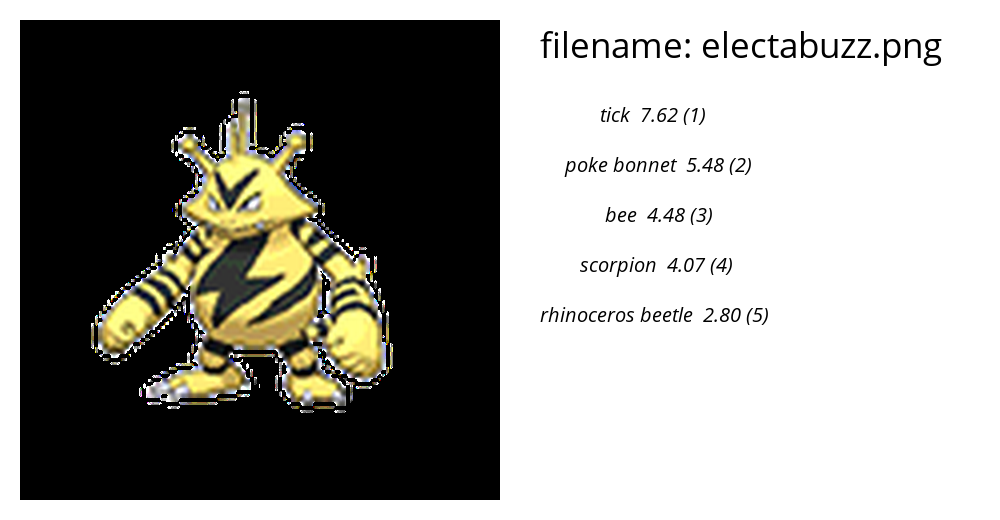 filename: electabuzz.png
tick 7.62 (1)
poke bonnet 5.48 (2)
bee 4.48 (3)
scorpion 4.07 (4)
rhinoceros beetle 2.80 (5)